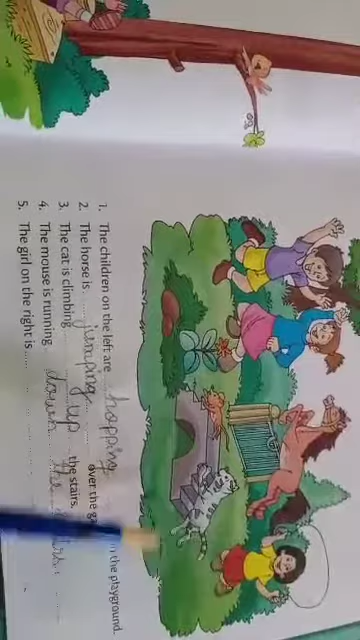 1. The children on the left are hopping in the playground.
2. The horse is jumping over the
3. The cat is climbing up the stairs.
4. The mouse is running down the
5. The girl on the right is